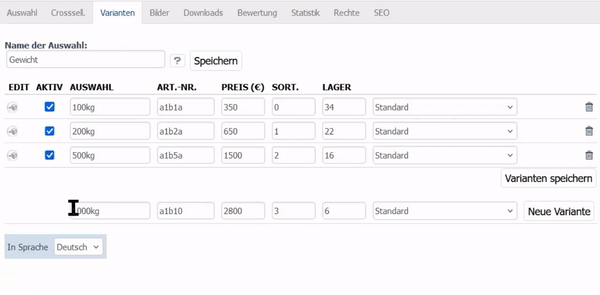 Auswahl Crosssell. Varianten Bilder Downloads Bewertung Statistik Rechte SEO
Name der Auswahl:
Gewicht ? Speichern
EDIT AKTIV AUSWAHL ART.-NR. PREIS (€) SORT. LAGER
100kg a1b1a 350 0 34 Standard
200kg a1b2a 650 1 22 Standard
500kg a1b5a 1500 2 16 Standard
Varianten speichern
000kg a1b10 2800 3 6 Standard Neue Variante
In Sprache Deutsch